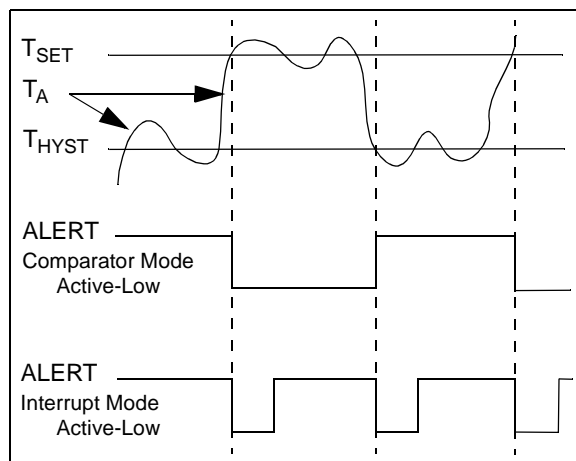 TSET
TA
THYST
ALERT
Comparator Mode
Active-Low
ALERT
Interrupt Mode
Active-Low